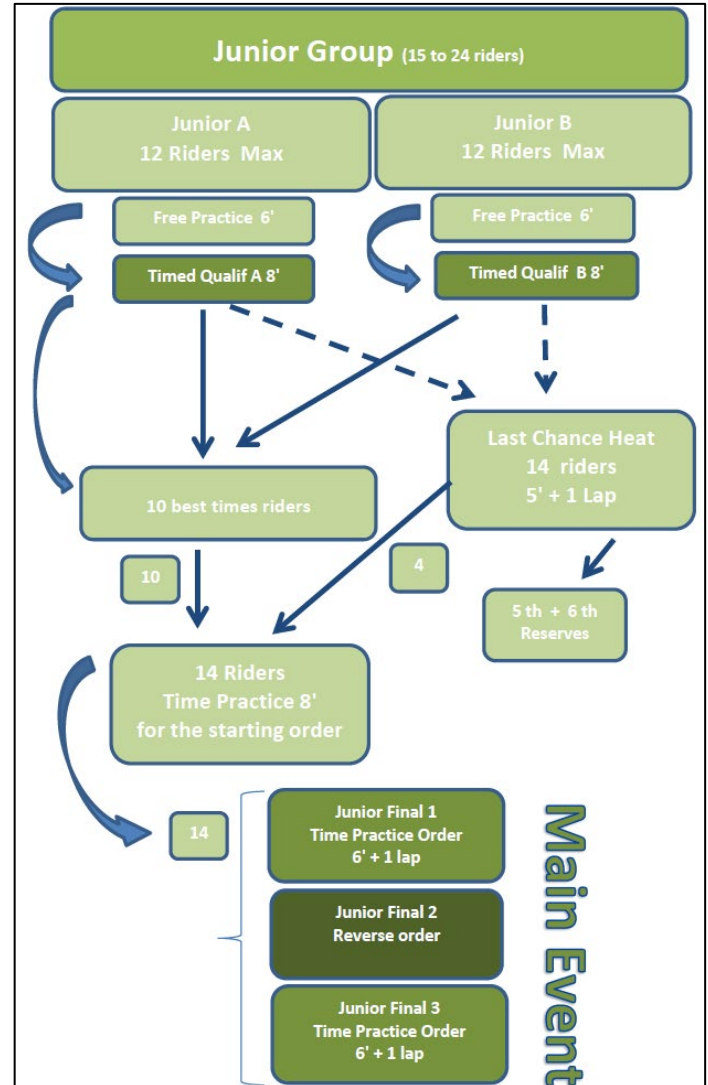 Junior Group (15 to 24 riders)
Junior A
12 Riders Max
Junior B
12 Riders Max
Free Practice 6'
Free Practice 6'
Timed Qualif A 8'
Timed Qualif B 8'
Last Chance Heat
14 riders
5' + 1 Lap
10 best times riders
10
4
5 th + 6 th
Reserves
14 Riders
Time Practice 8'
for the starting order
14
Junior Final 1
Time Practice Order
6' + 1 lap
Junior Final 2
Reverse order
Junior Final 3
Time Practice Order
6' + 1 lap
Main Event